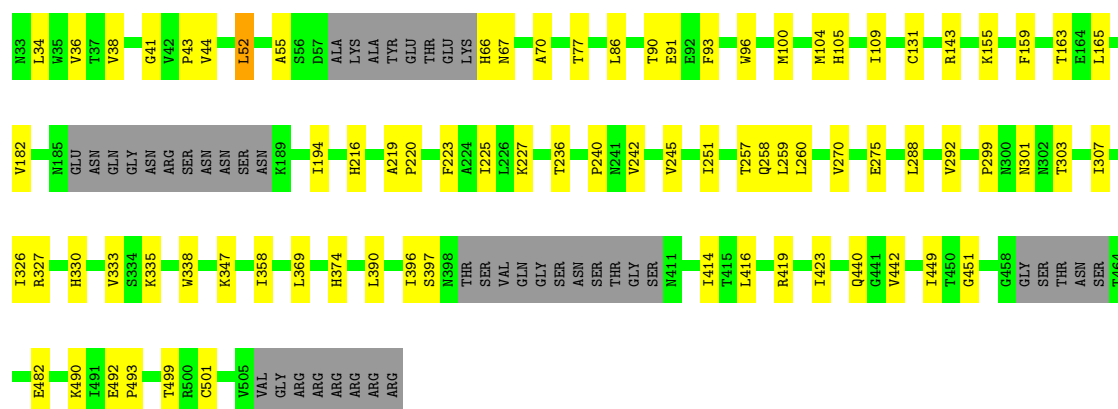 N33 L34 W35 V36 T37 V38 G41 V42 P43 V44 L52 A55 S56 D57 ALA LYS ALA TYR GLU THR GLU LYS H66 N67 A70 T77 L86 T90 E91 E92 F93 W96 M100 M104 H105 I109 C131 R143 K155 F159 T163 E164 L165
V182 N185 GLU ASN GLN GLY ASN ARG SER ASN ASN SER ASN K189 I194 H216 A219 P220 F223 A224 I225 L226 K227 T236 P240 N241 V242 V245 I251 T257 Q258 L259 L260 V270 E275 L288 V292 P299 N300 N301 N302 T303 I307
I326 R327 H330 V333 S334 K335 W338 K347 I358 L369 H374 L390 I396 S397 N398 THR SER VAL GLN GLY SER ASN SER THR GLY SER N411 I414 T415 L416 R419 I423 Q440 G441 V442 I449 T450 G451 G458 GLY SER THR ASN SER T464
E482 K490 I491 E492 P493 T499 R500 C501 V505 VAL GLY ARG ARG ARG ARG ARG ARG